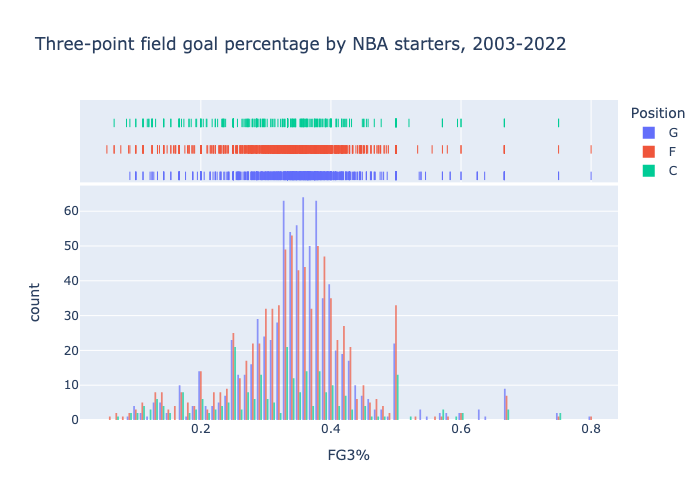 Three-point field goal percentage by NBA starters, 2003-2022
Position
G
F
C
60
50
40
30
20
10
0
count
0.2
0.4
0.6
0.8
FG3%